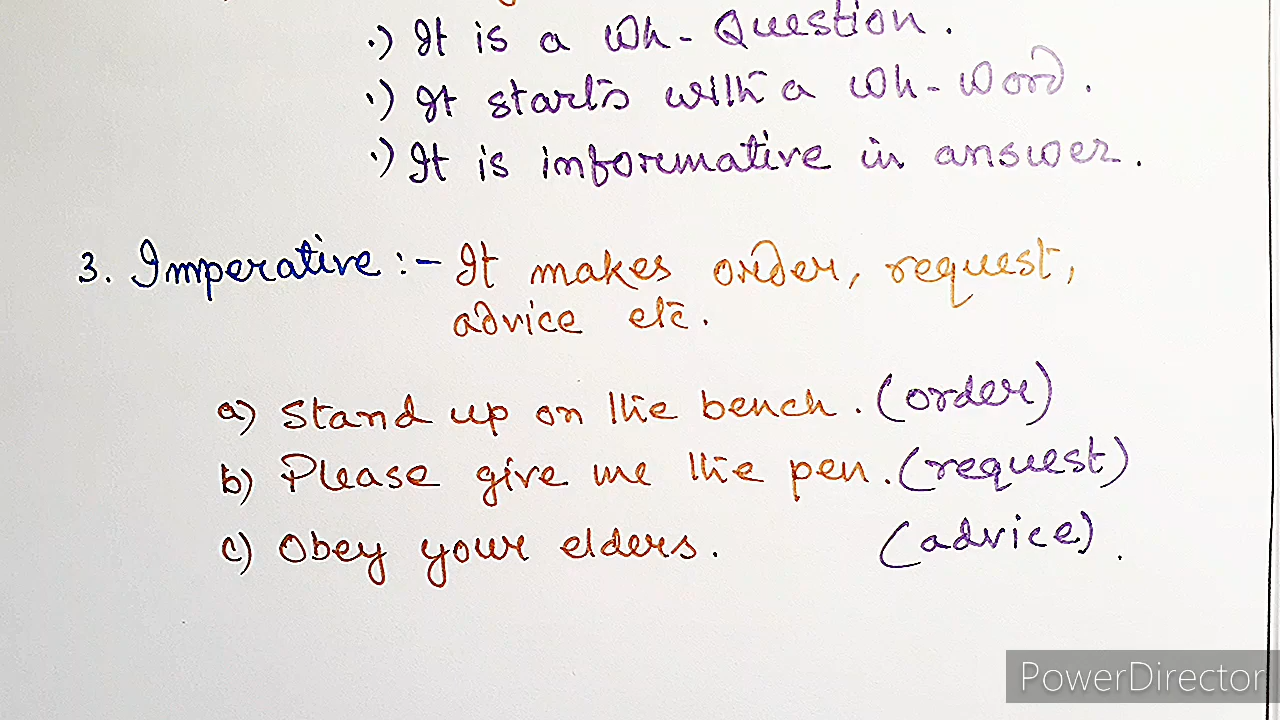 ·) It is a Wh- Question.
·) It starts with a Wh- Word.
·) It is informative in answer.
3. Imperative :- It makes order, request,
advice etc.
a) Stand up on the bench. (order)
b) Please give me the pen. (request)
c) Obey your elders. (advice).
PowerDirector